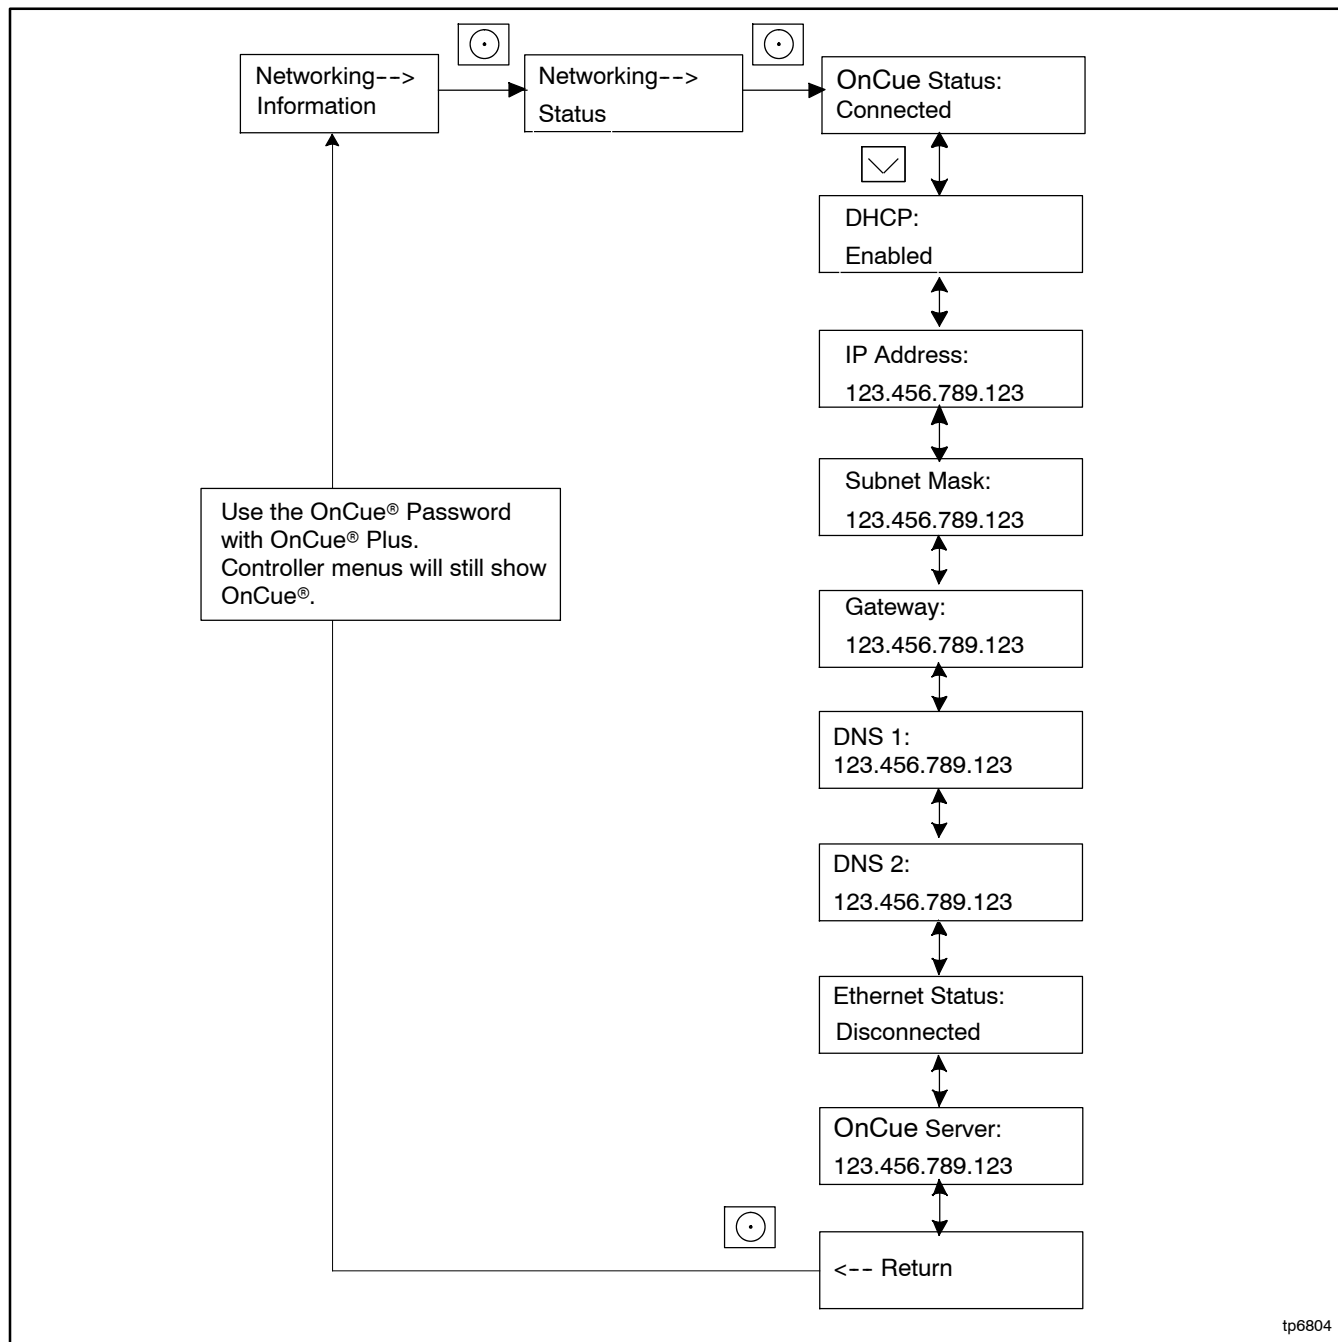 Networking-->
Information
Networking-->
Status
OnCue Status:
Connected
DHCP:
Enabled
IP Address:
123.456.789.123
Subnet Mask:
123.456.789.123
Use the OnCue® Password
with OnCue® Plus.
Controller menus will still show
OnCue®.
Gateway:
123.456.789.123
DNS 1:
123.456.789.123
DNS 2:
123.456.789.123
Ethernet Status:
Disconnected
OnCue Server:
123.456.789.123
<-- Return
tp6804